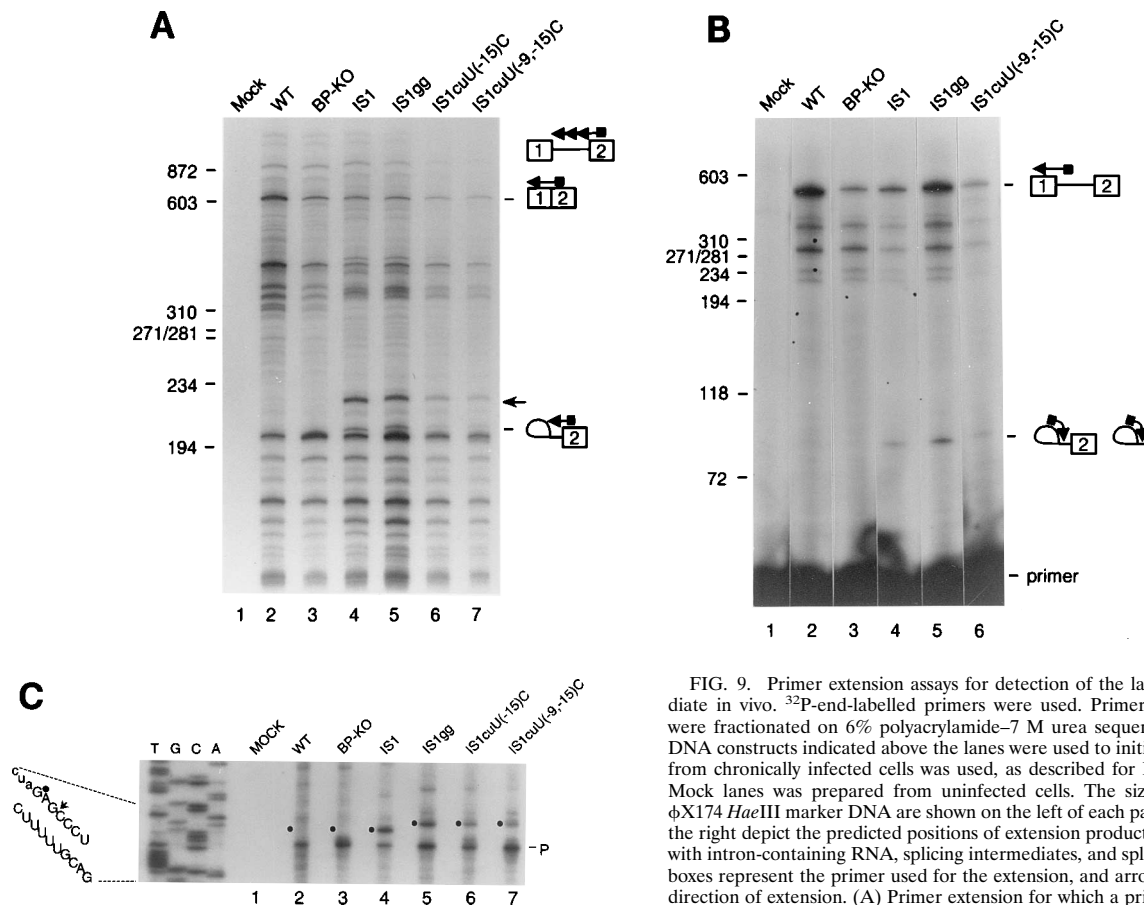 A
Mock WT BP-KO IS1 IS1gg IS1cuU(-15)C IS1cuU(-9,-15)C
872
603
310
271/281
234
194
1 2
1 2
2
1 2 3 4 5 6 7
B
Mock WT BP-KO IS1 IS1gg IS1cuU(-9,-15)C
603
310
271/281
234
194
118
72
1 2
2
primer
1 2 3 4 5 6
C
T G C A MOCK WT BP-KO IS1 IS1gg IS1cuU(-15)C IS1cuU(-9,-15)C
cuaGAGCCCU
CUUUUUGCAG
P
1 2 3 4 5 6 7
FIG. 9. Primer extension assays for detection of the la
diate in vivo. ³²P-end-labelled primers were used. Primer
were fractionated on 6% polyacrylamide–7 M urea sequen
DNA constructs indicated above the lanes were used to initi
from chronically infected cells was used, as described for
Mock lanes was prepared from uninfected cells. The siz
ϕX174 HaeIII marker DNA are shown on the left of each pa
the right depict the predicted positions of extension product
with intron-containing RNA, splicing intermediates, and spl
boxes represent the primer used for the extension, and arro
direction of extension. (A) Primer extension for which a pri